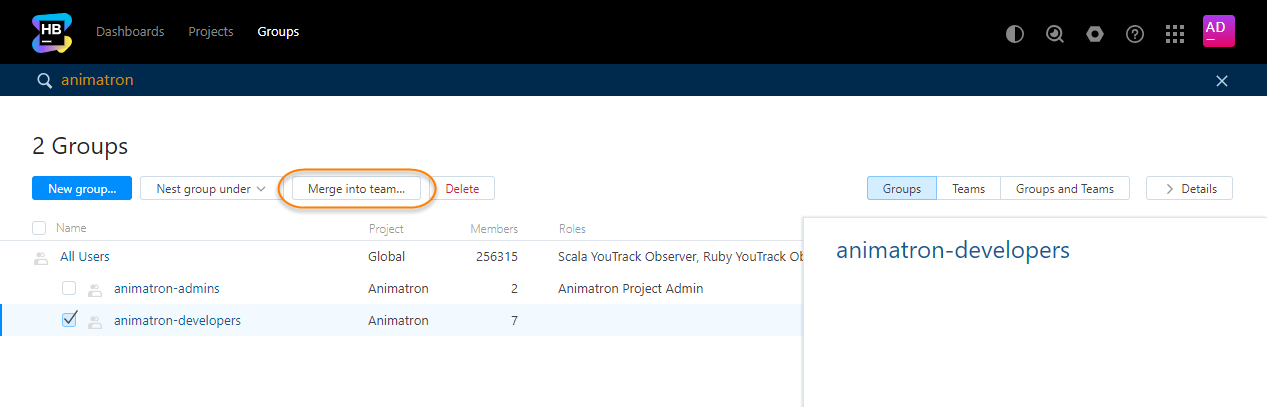 HB Dashboards Projects Groups AD
animatron
2 Groups
New group... Nest group under Merge into team... Delete Groups Teams Groups and Teams Details
Name Project Members Roles
animatron-developers
All Users Global 256315 Scala YouTrack Observer, Ruby YouTrack Ob
animatron-admins Animatron 2 Animatron Project Admin
animatron-developers Animatron 7